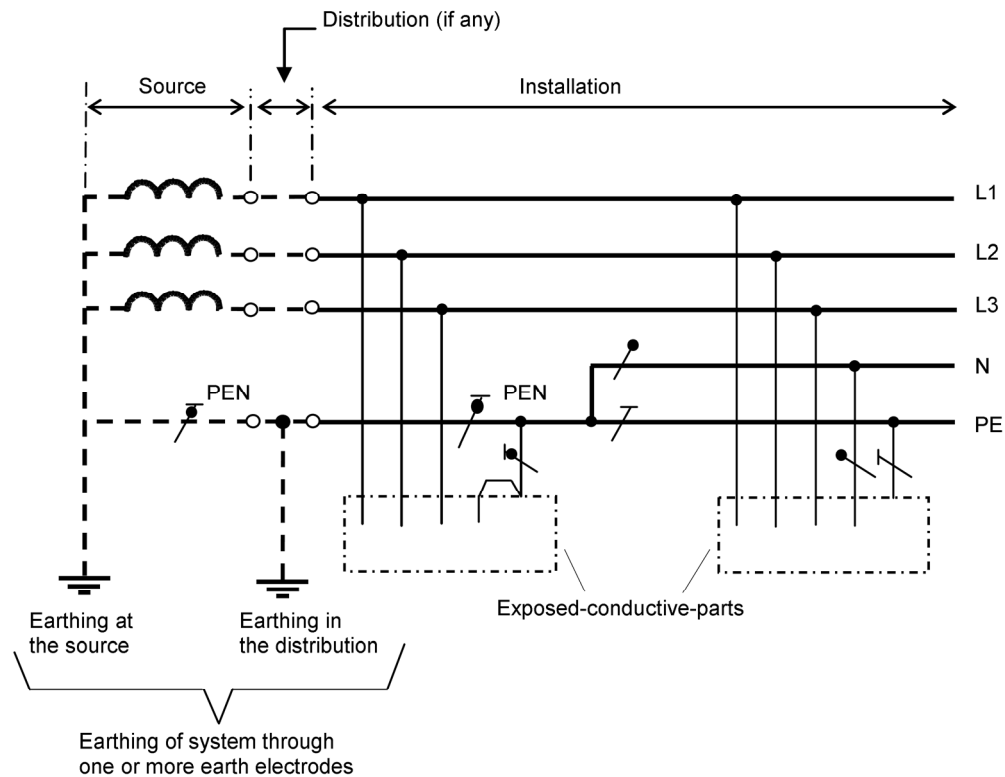 Distribution (if any)
Source
Installation
L1
L2
L3
N
PEN
PEN
PE
Exposed-conductive-parts
Earthing at
the source
Earthing in
the distribution
Earthing of system through
one or more earth electrodes